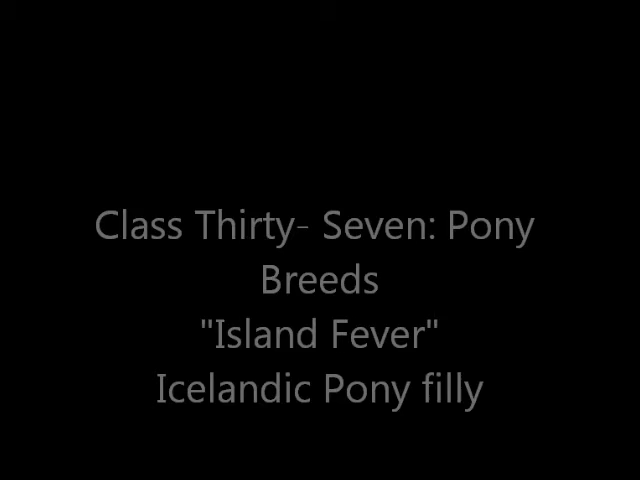 Class Thirty- Seven: Pony
Breeds
"Island Fever"
Icelandic Pony filly